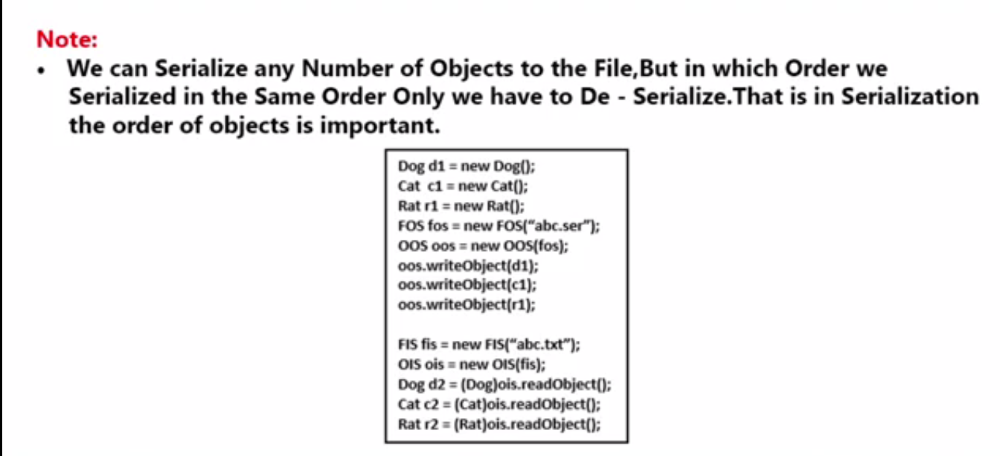 Note:
• We can Serialize any Number of Objects to the File,But in which Order we
Serialized in the Same Order Only we have to De - Serialize.That is in Serialization
the order of objects is important.
Dog d1 = new Dog();
Cat  c1 = new Cat();
Rat r1 = new Rat();
FOS fos = new FOS(“abc.ser”);
OOS oos = new OOS(fos);
oos.writeObject(d1);
oos.writeObject(c1);
oos.writeObject(r1);
FIS fis = new FIS(“abc.txt”);
OIS ois = new OIS(fis);
Dog d2 = (Dog)ois.readObject();
Cat c2 = (Cat)ois.readObject();
Rat r2 = (Rat)ois.readObject();